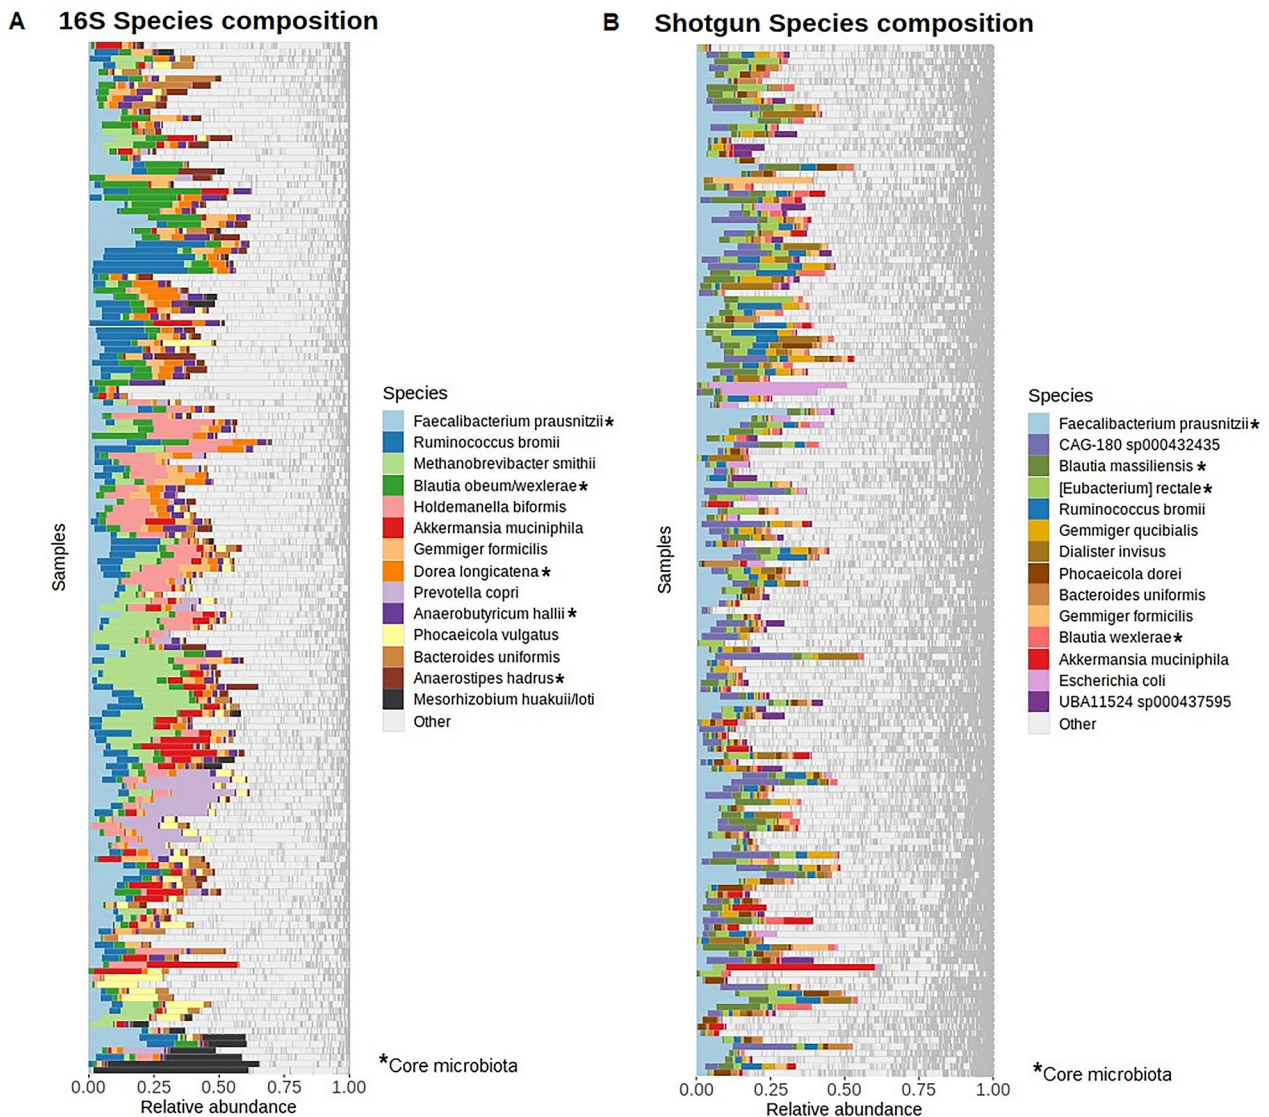 A 16S Species composition
Samples
Species
Faecalibacterium prausnitzii*
Ruminococcus bromii
Methanobrevibacter smithii
Blautia obeum/wexlerae*
Holdemanella biformis
Akkermansia muciniphila
Gemmiger formicilis
Dorea longicatena*
Prevotella copri
Anaerobutyricum hallii*
Phocaeicola vulgatus
Bacteroides uniformis
Anaerostipes hadrus*
Mesorhizobium huakuii/loti
Other
*Core microbiota
0.00 0.25 0.50 0.75 1.00
Relative abundance
B Shotgun Species composition
Samples
Species
Faecalibacterium prausnitzii*
CAG-180 sp000432435
Blautia massiliensis*
[Eubacterium] rectale*
Ruminococcus bromii
Gemmiger qucibialis
Dialister invisus
Phocaeicola dorei
Bacteroides uniformis
Gemmiger formicilis
Blautia wexlerae*
Akkermansia muciniphila
Escherichia coli
UBA11524 sp000437595
Other
*Core microbiota
0.00 0.25 0.50 0.75 1.00
Relative abundance